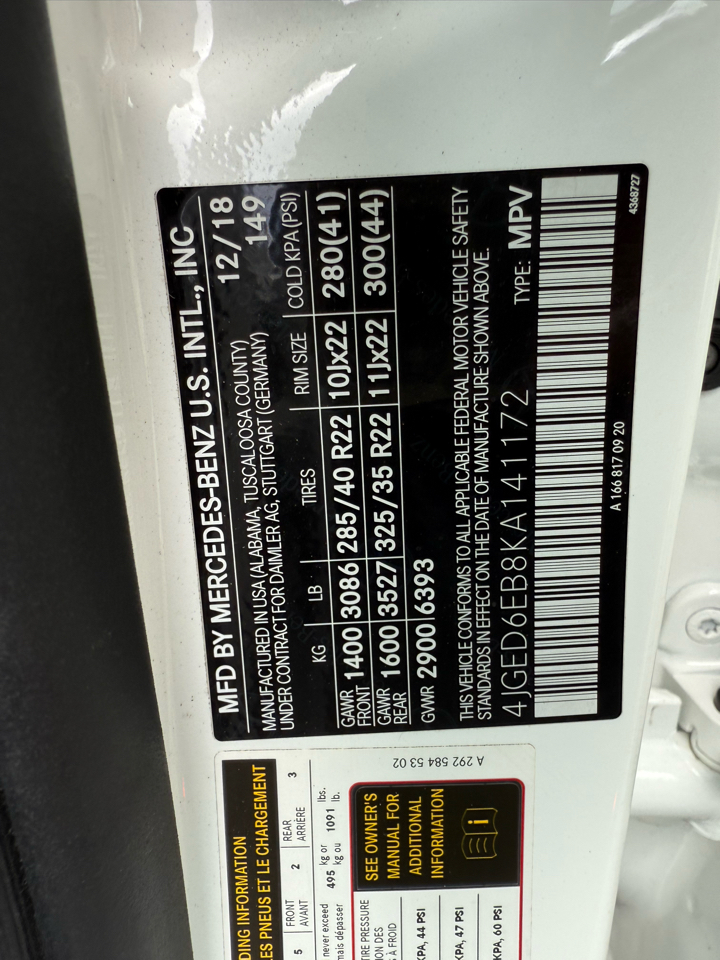 MFD BY MERCEDES-BENZ U.S. INTL., INC
MANUFACTURED IN USA (ALABAMA, TUSCALOOSA COUNTY) 12/18
UNDER CONTRACT FOR DAIMLER AG, STUTTGART (GERMANY) 149
KG LB TIRES RIM SIZE COLD KPA (PSI)
GAWR FRONT 1400 3086 285/40 R22 10Jx22 280(41)
GAWR REAR 1600 3527 325/35 R22 11Jx22 300(44)
GVWR 2900 6393
THIS VEHICLE CONFORMS TO ALL APPLICABLE FEDERAL MOTOR VEHICLE SAFETY
STANDARDS IN EFFECT ON THE DATE OF MANUFACTURE SHOWN ABOVE.
4JGED6EB8KA141172 TYPE: MPV
A 166 817 09 20
4368727
DING INFORMATION
LES PNEUS ET LE CHARGEMENT
5 FRONT AVANT 2 REAR ARRIÈRE 3
never exceed 495 kg or 1091 lbs.
mais dépasser kg ou lb.
TIRE PRESSURE
ION DES
À FROID
KPA, 44 PSI
KPA, 47 PSI
KPA, 60 PSI
SEE OWNER'S
MANUAL FOR
ADDITIONAL
INFORMATION
A 292 584 53 02